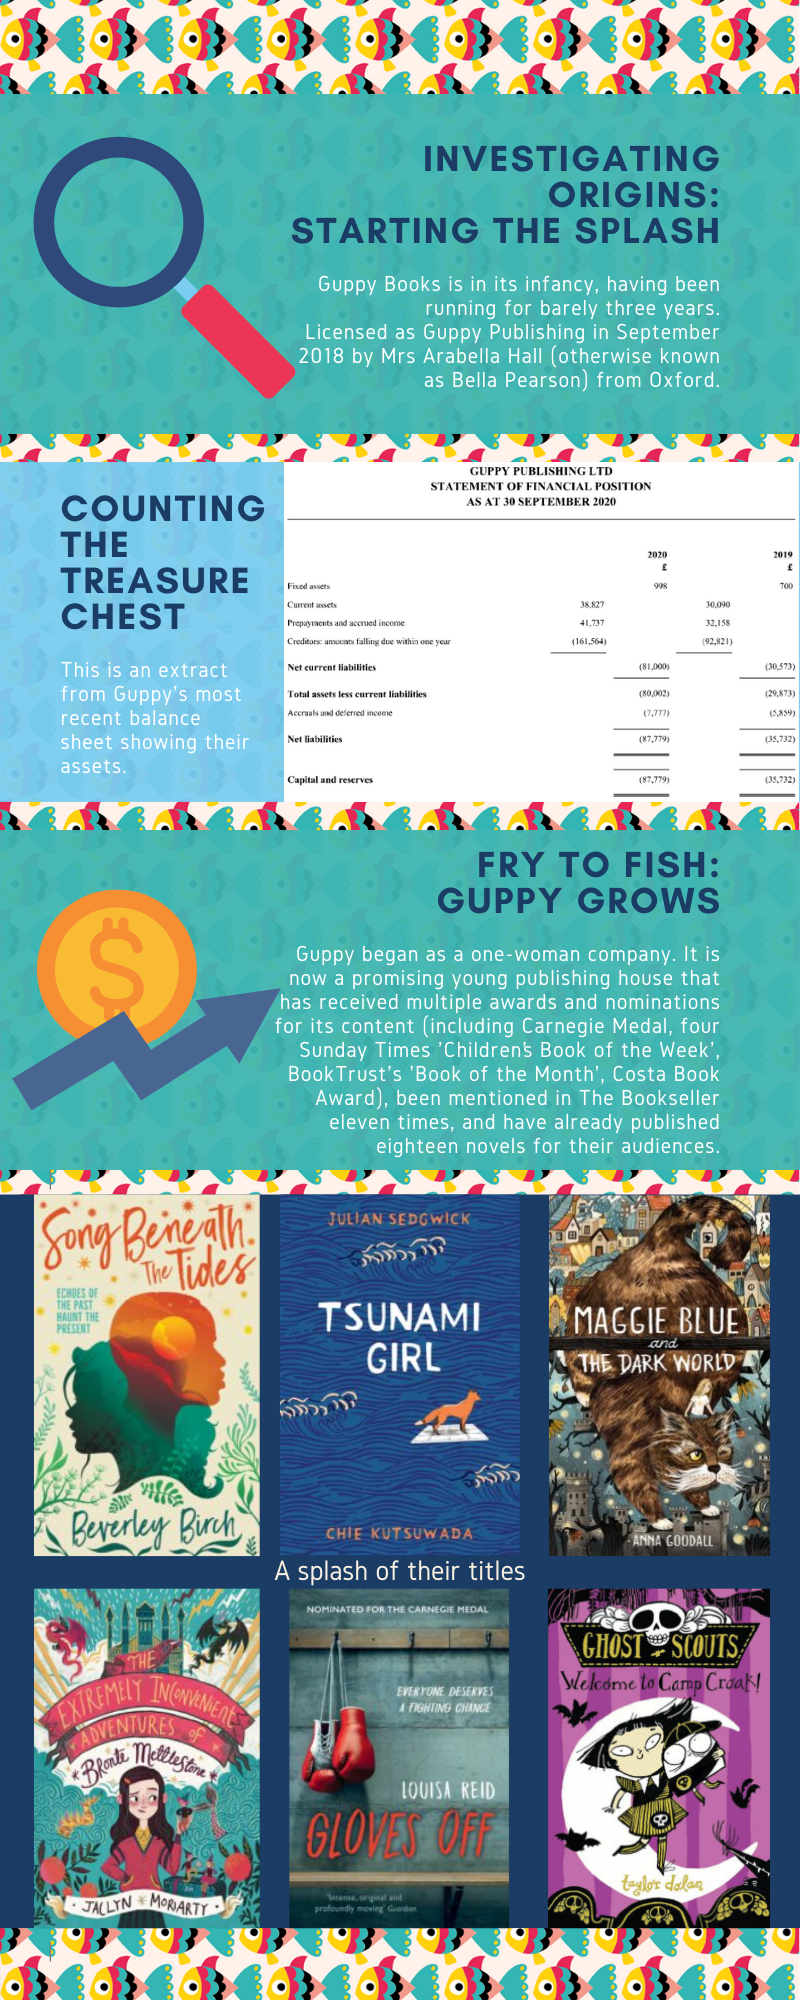 INVESTIGATING
ORIGINS:
STARTING THE SPLASH
Guppy Books is in its infancy, having been
running for barely three years.
Licensed as Guppy Publishing in September
2018 by Mrs Arabella Hall (otherwise known
as Bella Pearson) from Oxford.
COUNTING
THE
TREASURE
CHEST
This is an extract
from Guppy's most
recent balance
sheet showing their
assets.
GUPPY PUBLISHING LTD
STATEMENT OF FINANCIAL POSITION
AS AT 30 SEPTEMBER 2020
2020 2019
£ £
Fixed assets 998 700
Current assets 38,827 30,090
Prepayments and accrued income 41,737 32,158
Creditors: amounts falling due within one year (161,564) (92,821)
Net current liabilities (81,000) (30,573)
Total assets less current liabilities (80,002) (29,873)
Accruals and deferred income (7,777) (5,859)
Net liabilities (87,779) (35,732)
Capital and reserves (87,779) (35,732)
FRY TO FISH:
GUPPY GROWS
$
Guppy began as a one-woman company. It is
now a promising young publishing house that
has received multiple awards and nominations
for its content (including Carnegie Medal, four
Sunday Times 'Children's Book of the Week',
BookTrust's 'Book of the Month', Costa Book
Award), been mentioned in The Bookseller
eleven times, and have already published
eighteen novels for their audiences.
Song Beneath
The Tides
ECHOES OF
THE PAST
HAUNT THE
PRESENT
Beverley Birch
JULIAN SEDGWICK
TSUNAMI
GIRL
CHIE KUTSUWADA
MAGGIE BLUE
and
THE DARK WORLD
ANNA GOODALL
A splash of their titles
THE
EXTREMELY INCONVENIENT
ADVENTURES OF
Bronte Mettlestone
JACLYN MORIARTY
NOMINATED FOR THE CARNEGIE MEDAL
EVERYONE DESERVES
A FIGHTING CHANCE
LOUISA REID
GLOVES OFF
'Intense, original and
profoundly moving' Guardian
GHOST SCOUTS
Welcome to Camp Croak!
taylor dolan